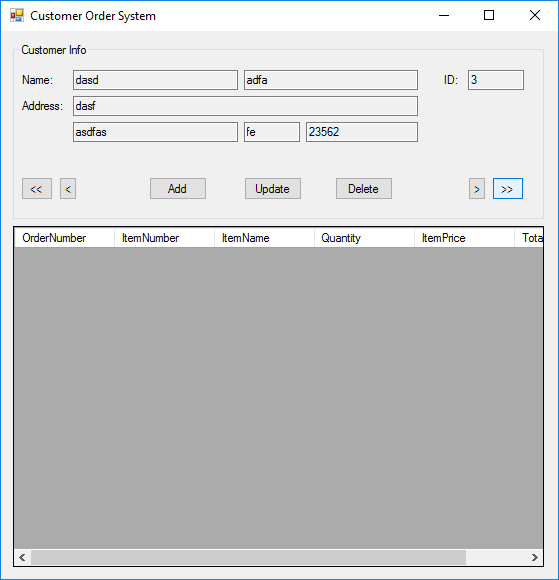 Customer Order System
Customer Info
Name: dasd adfa ID: 3
Address: dasf
asdfas fe 23562
<< < Add Update Delete > >>
OrderNumber ItemNumber ItemName Quantity ItemPrice Tota